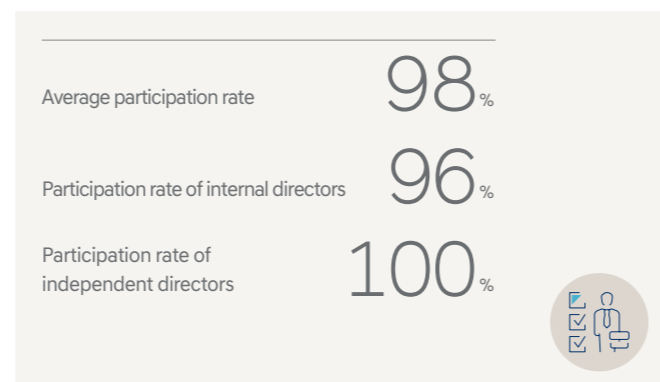 Average participation rate 98%
Participation rate of internal directors 96%
Participation rate of
independent directors 100%